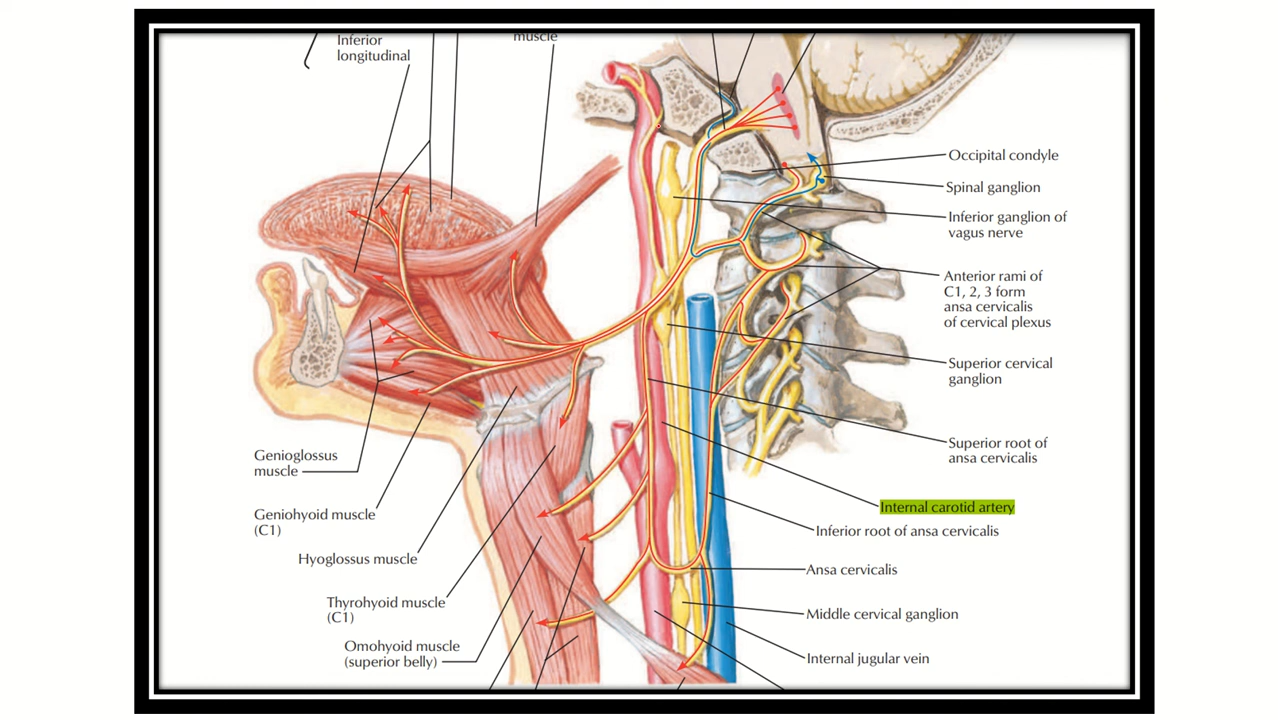 Inferior
longitudinal
muscle
Occipital condyle
Spinal ganglion
Inferior ganglion of
vagus nerve
Anterior rami of
C1, 2, 3 form
ansa cervicalis
of cervical plexus
Superior cervical
ganglion
Superior root of
ansa cervicalis
Internal carotid artery
Inferior root of ansa cervicalis
Ansa cervicalis
Middle cervical ganglion
Internal jugular vein
Genioglossus
muscle
Geniohyoid muscle
(C1)
Hyoglossus muscle
Thyrohyoid muscle
(C1)
Omohyoid muscle
(superior belly)